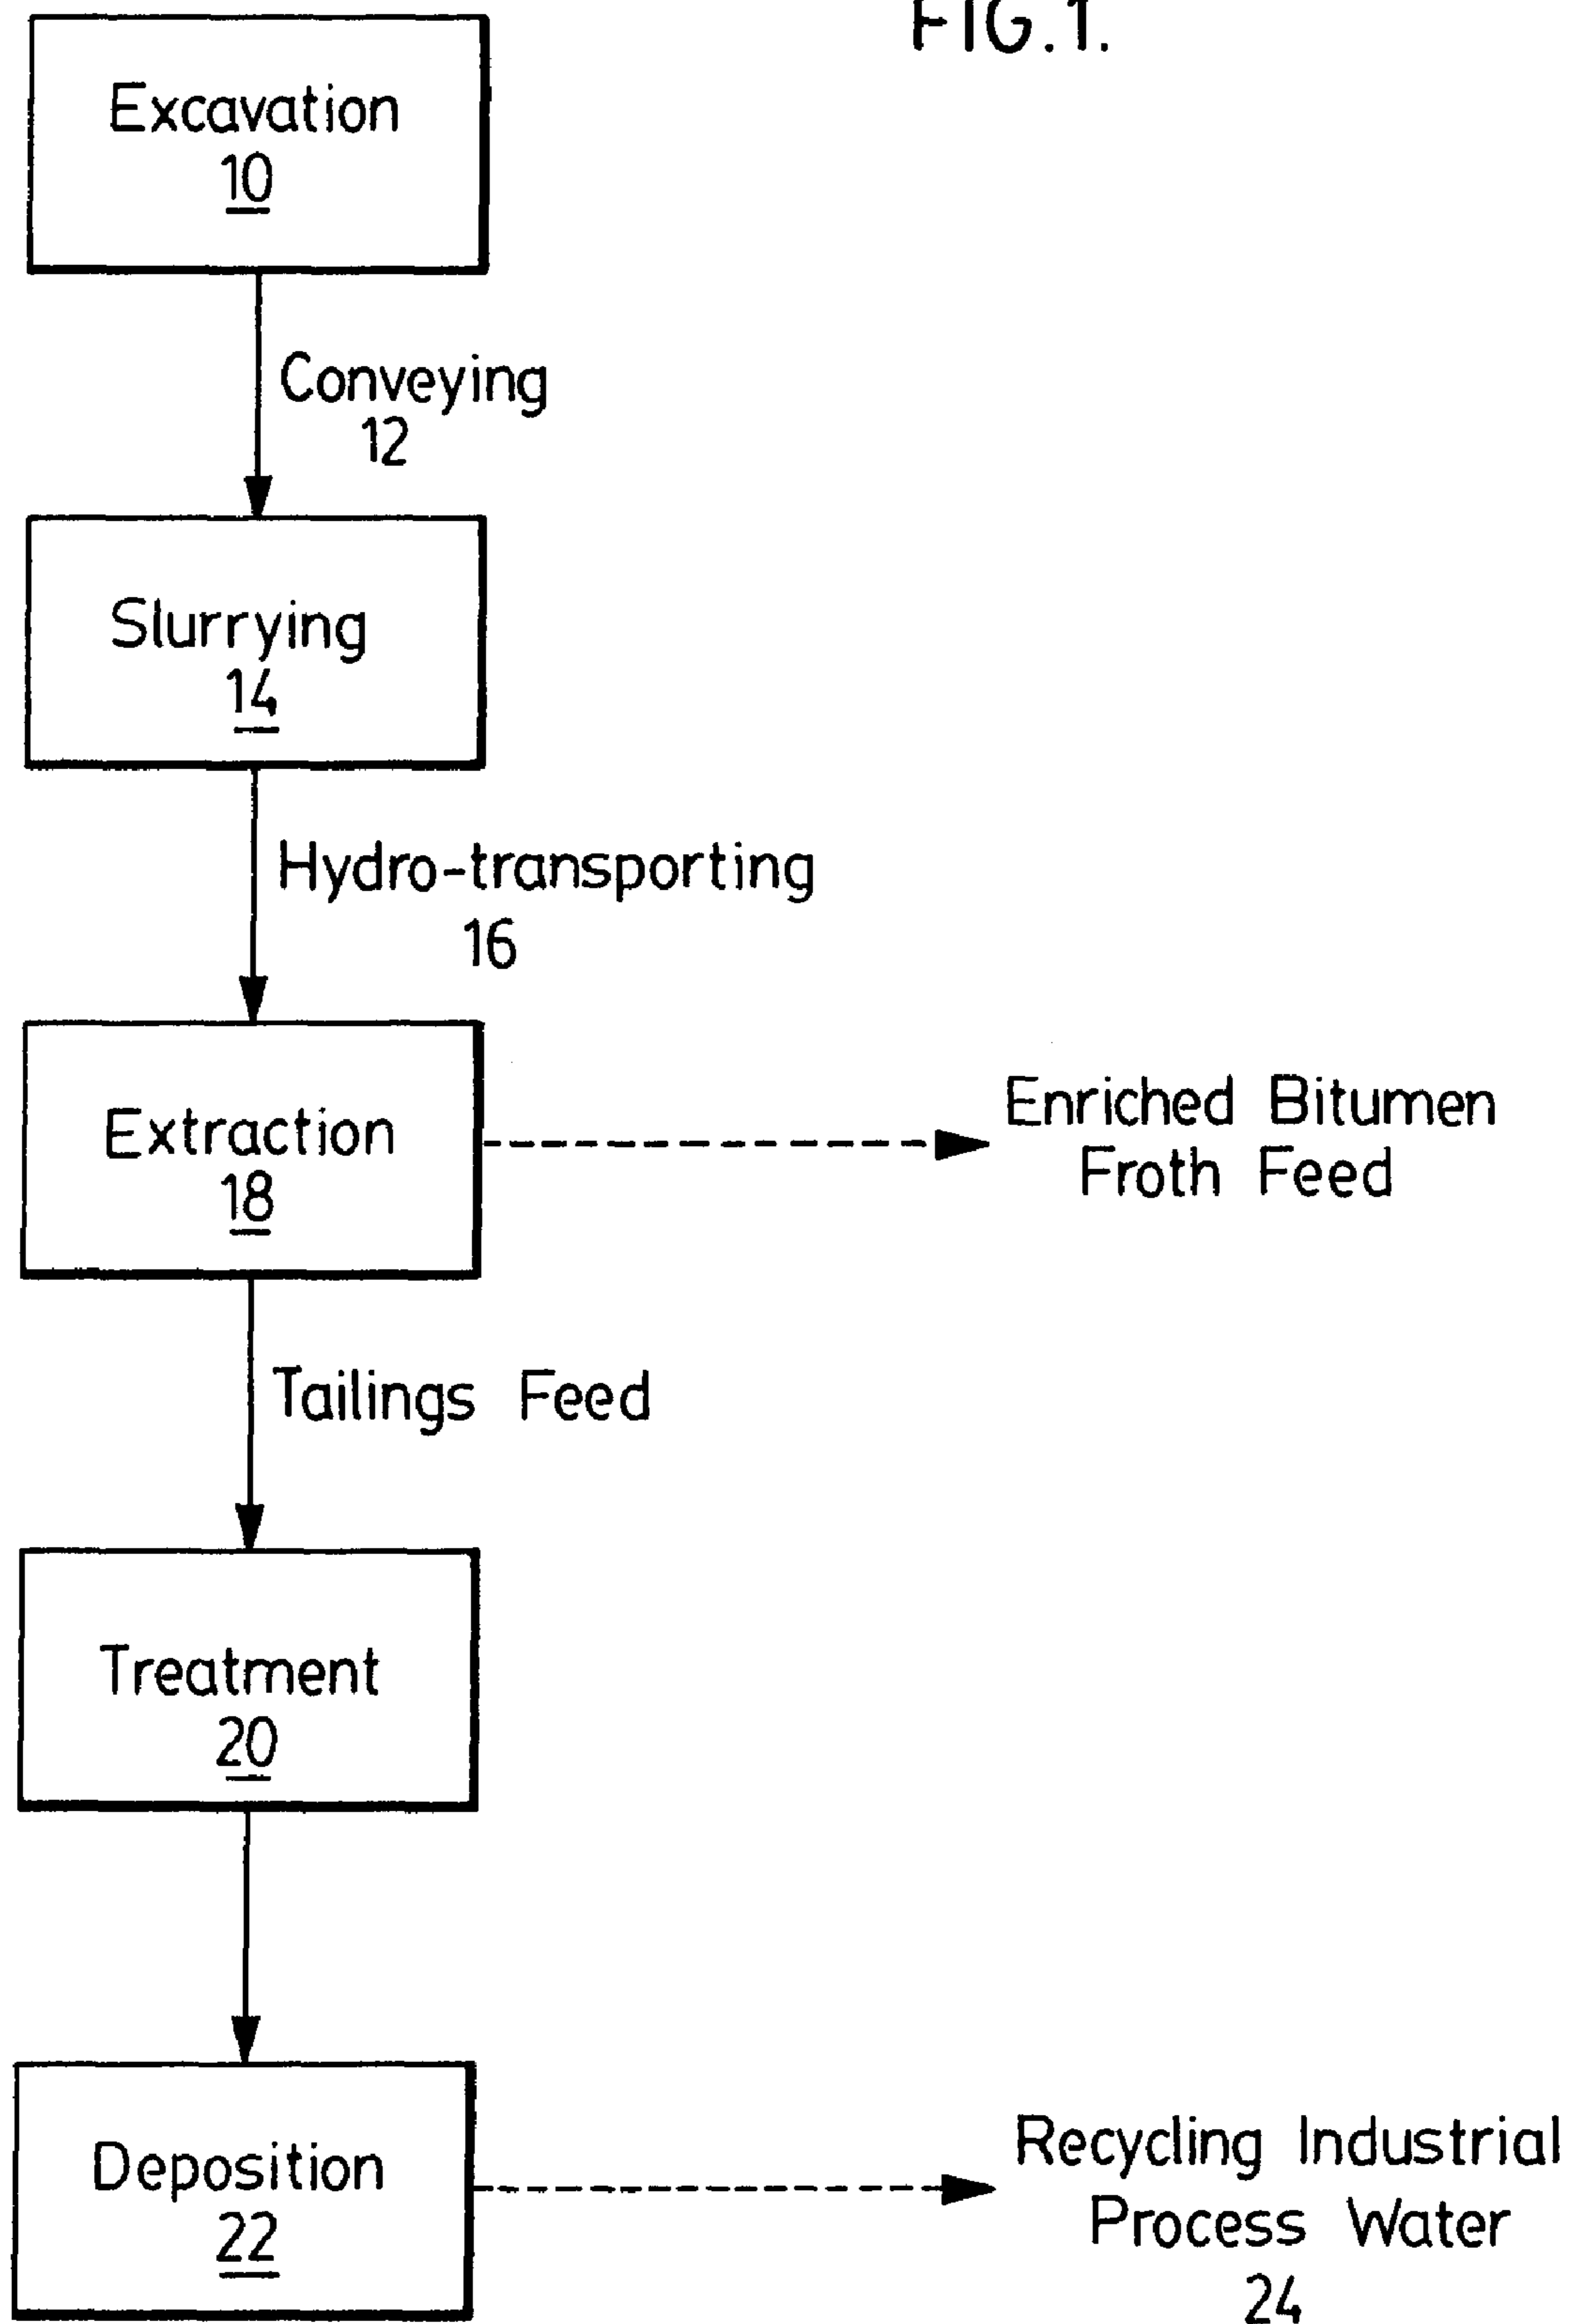 FIG.1.
Excavation
10
Conveying
12
Slurrying
14
Hydro-transporting
16
Extraction
18
Enriched Bitumen
Froth Feed
Tailings Feed
Treatment
20
Deposition
22
Recycling Industrial
Process Water
24